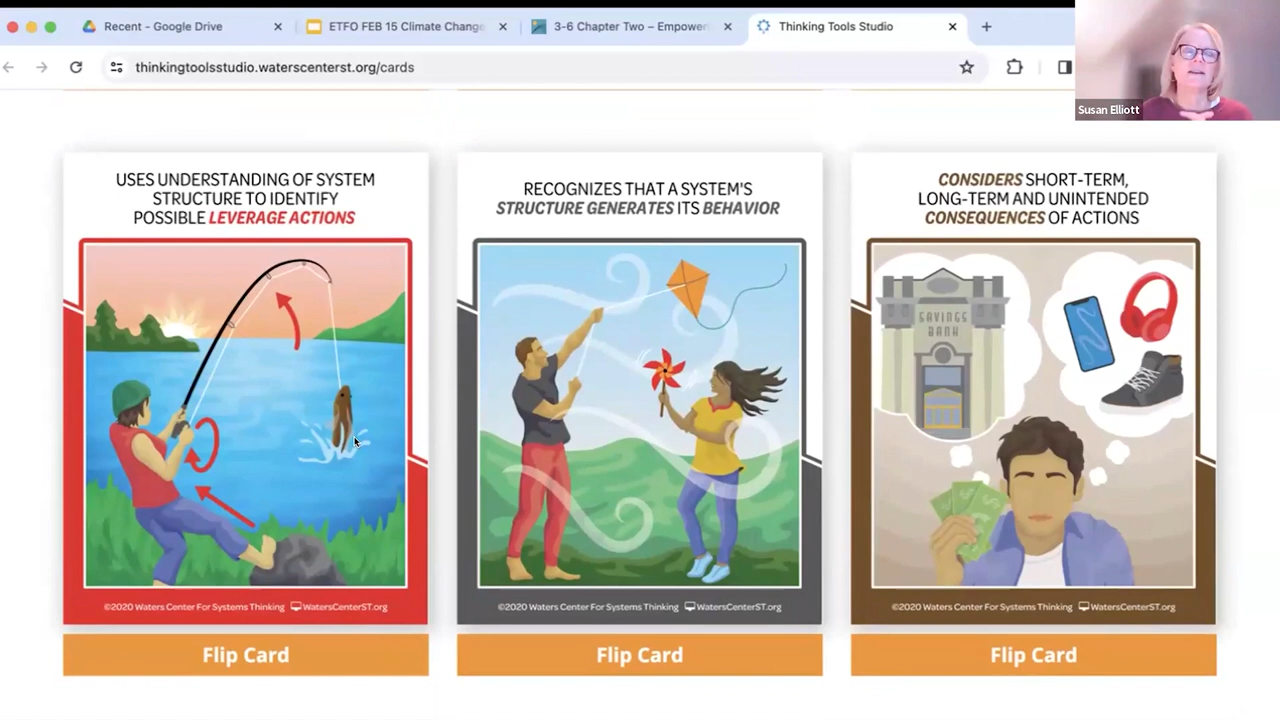 Recent - Google Drive
ETFO FEB 15 Climate Change
3-6 Chapter Two – Empower
Thinking Tools Studio
thinkingtoolsstudio.waterscenterst.org/cards
Susan Elliott
USES UNDERSTANDING OF SYSTEM
STRUCTURE TO IDENTIFY
POSSIBLE LEVERAGE ACTIONS
©2020 Waters Center For Systems Thinking WatersCenterST.org
Flip Card
RECOGNIZES THAT A SYSTEM'S
STRUCTURE GENERATES ITS BEHAVIOR
©2020 Waters Center For Systems Thinking WatersCenterST.org
Flip Card
CONSIDERS SHORT-TERM,
LONG-TERM AND UNINTENDED
CONSEQUENCES OF ACTIONS
SAVINGS
BANK
©2020 Waters Center For Systems Thinking WatersCenterST.org
Flip Card